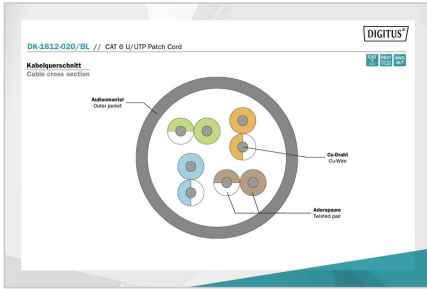 DIGITUS®
DK-1612-020/BL // CAT 6 U/UTP Patch Cord
Kabelquerschnitt
Cable cross section
Außenmantel
Outer jacket
Cu-Draht
Cu-Wire
Aderspaare
Twisted pair